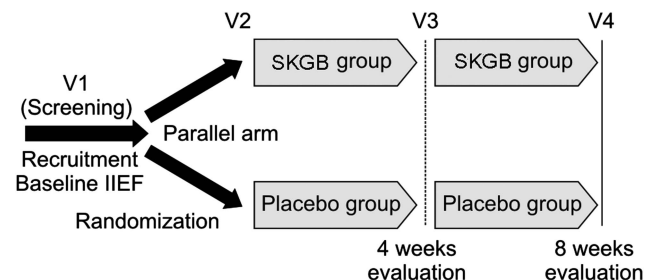 V2
V3
V4
SKGB group
SKGB group
V1
(Screening)
Parallel arm
Recruitment
Baseline IIEF
Randomization
Placebo group
Placebo group
4 weeks
evaluation
8 weeks
evaluation